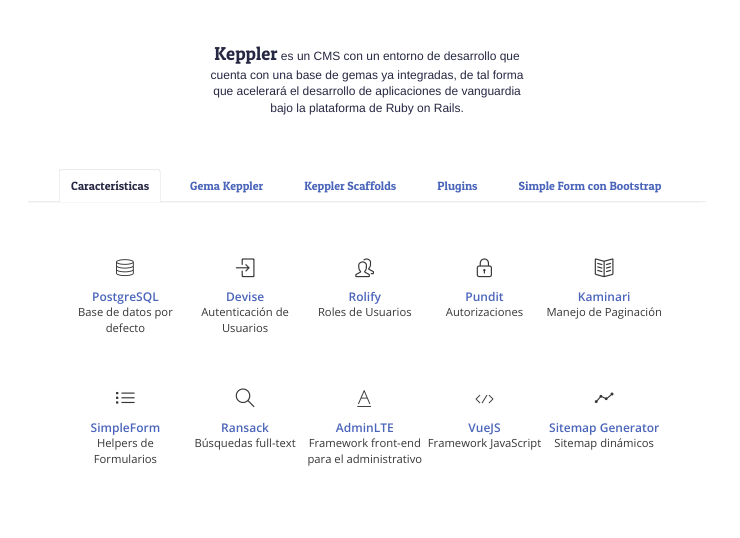 Keppler es un CMS con un entorno de desarrollo que
cuenta con una base de gemas ya integradas, de tal forma
que acelerará el desarrollo de aplicaciones de vanguardia
bajo la plataforma de Ruby on Rails.
Características
Gema Keppler
Keppler Scaffolds
Plugins
Simple Form con Bootstrap
PostgreSQL
Base de datos por
defecto
Devise
Autenticación de
Usuarios
Rolify
Roles de Usuarios
Pundit
Autorizaciones
Kaminari
Manejo de Paginación
SimpleForm
Helpers de
Formularios
Ransack
Búsquedas full-text
AdminLTE
Framework front-end
para el administrativo
VueJS
Framework JavaScript
Sitemap Generator
Sitemap dinámicos